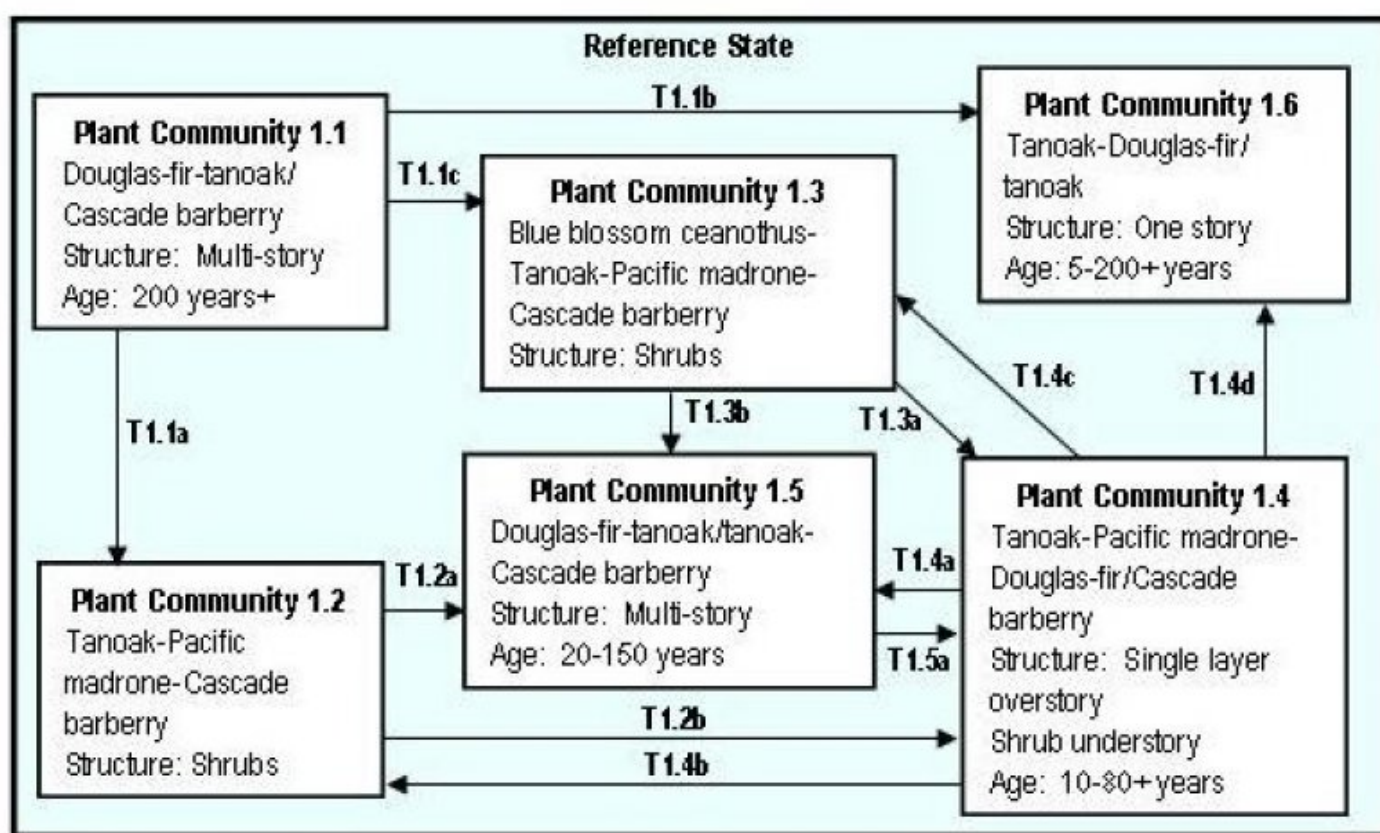 Reference State
Plant Community 1.1
Douglas-fir-tanoak/
Cascade barberry
Structure: Multi-story
Age: 200 years+
T1.1b
T1.1c
Plant Community 1.6
Tanoak-Douglas-fir/
tanoak
Structure: One story
Age: 5-200+ years
Plant Community 1.3
Blue blossom ceanothus-
Tanoak-Pacific madrone-
Cascade barberry
Structure: Shrubs
T1.1a
T1.3b
T1.3a
T1.4c
T1.4d
Plant Community 1.2
Tanoak-Pacific
madrone-Cascade
barberry
Structure: Shrubs
T1.2a
Plant Community 1.5
Douglas-fir-tanoak/tanoak-
Cascade barberry
Structure: Multi-story
Age: 20-150 years
T1.4a
T1.5a
T1.2b
T1.4b
Plant Community 1.4
Tanoak-Pacific madrone-
Douglas-fir/Cascade
barberry
Structure: Single layer
overstory
Shrub understory
Age: 10-80+ years